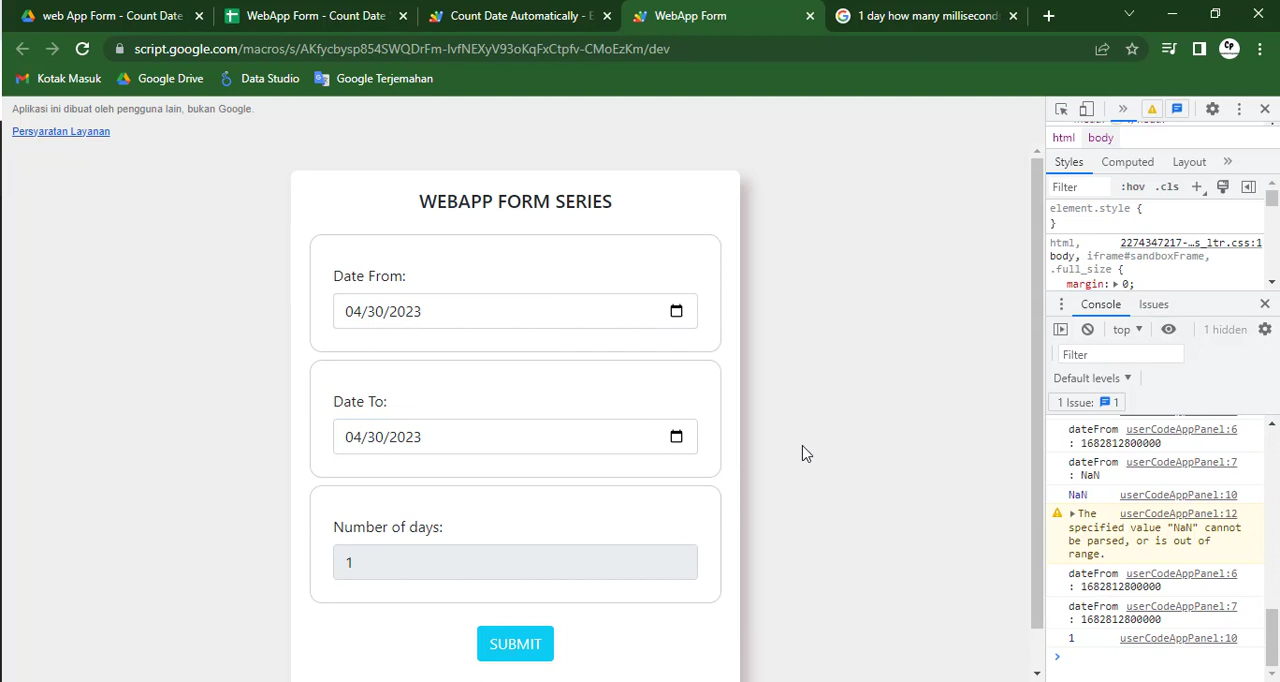 web App Form - Count Date
WebApp Form - Count Date
Count Date Automatically - E
WebApp Form
1 day how many millisecond
script.google.com/macros/s/AKfycbysp854SWQDrFm-IvfNEXyV93oKqFxCtpfv-CMoEzKm/dev
Kotak Masuk
Google Drive
Data Studio
Google Terjemahan
Aplikasi ini dibuat oleh pengguna lain, bukan Google.
Persyaratan Layanan
WEBAPP FORM SERIES
Date From:
04/30/2023
Date To:
04/30/2023
Number of days:
1
SUBMIT
html body
Styles Computed Layout
Filter :hov .cls
element.style {
}
html, 2274347217-…s_ltr.css:1
body, iframe#sandboxFrame,
.full_size {
margin: 0;
Console Issues
top 1 hidden
Filter
Default levels
1 Issue: 1
dateFrom userCodeAppPanel:6
: 1682812800000
dateFrom userCodeAppPanel:7
: NaN
NaN userCodeAppPanel:10
The userCodeAppPanel:12
specified value "NaN" cannot
be parsed, or is out of
range.
dateFrom userCodeAppPanel:6
: 1682812800000
dateFrom userCodeAppPanel:7
: 1682812800000
1 userCodeAppPanel:10